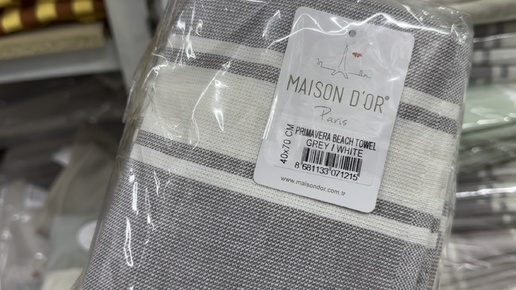 MAISON D'OR®
Paris
40x70 CM
PRIMAVERA BEACH TOWEL
GREY / WHITE
8 681133 071215
www.maisondor.com.tr